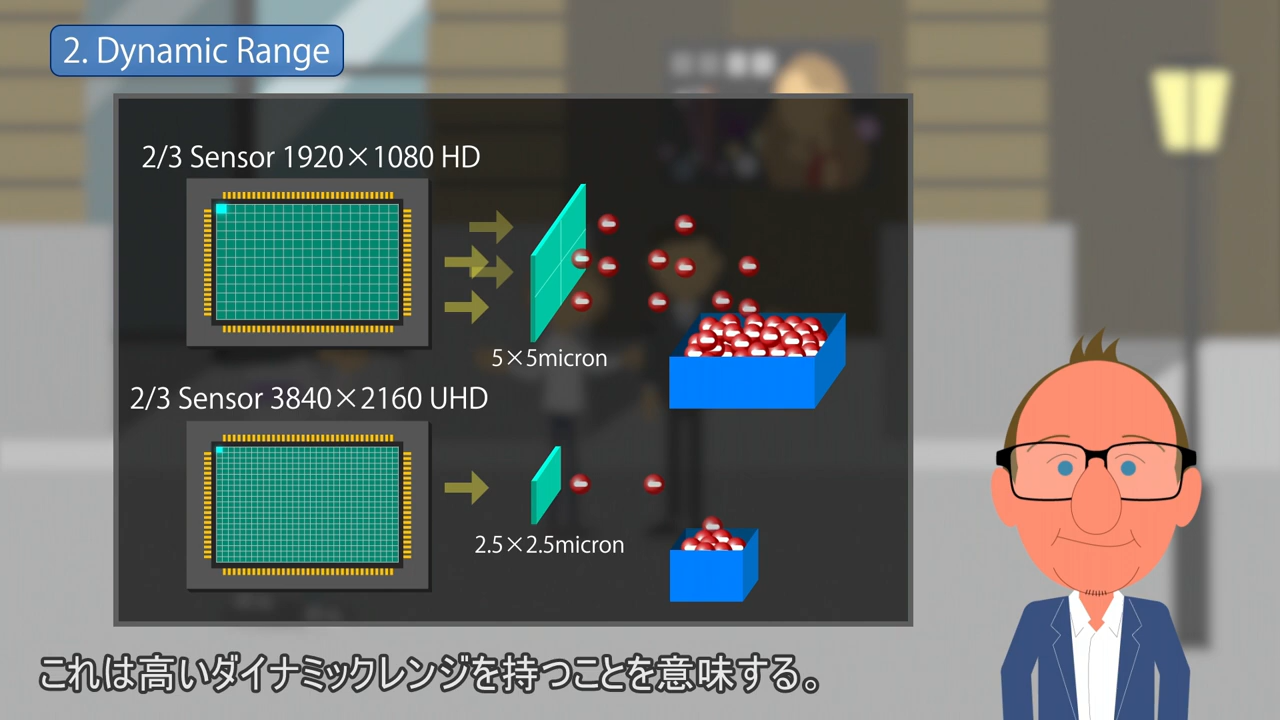 2. Dynamic Range
2/3 Sensor 1920×1080 HD
5×5micron
2/3 Sensor 3840×2160 UHD
2.5×2.5micron
これは高いダイナミックレンジを持つことを意味する。